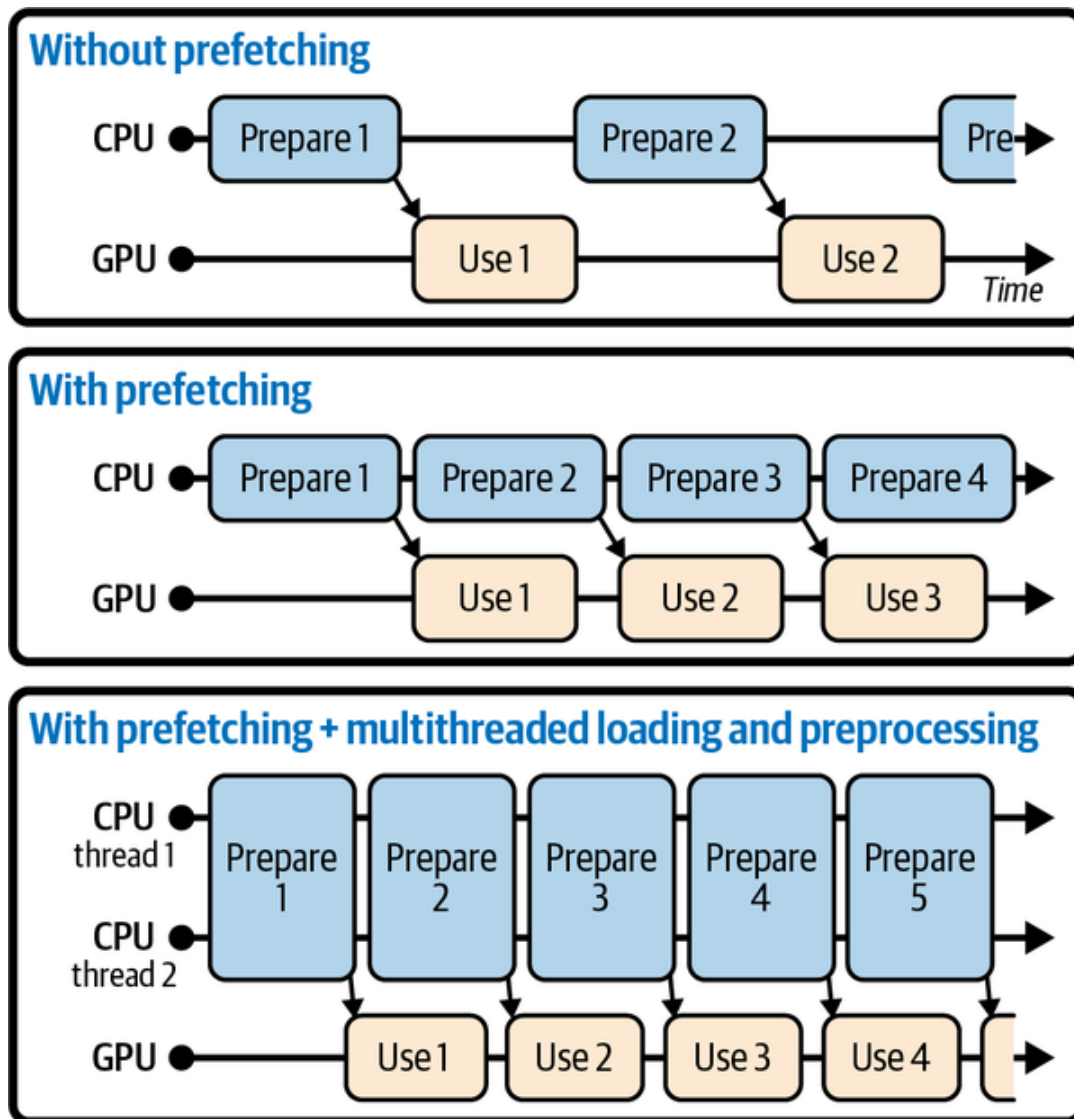 Without prefetching
CPU Prepare 1 Prepare 2 Pre
GPU Use 1 Use 2
Time
With prefetching
CPU Prepare 1 Prepare 2 Prepare 3 Prepare 4
GPU Use 1 Use 2 Use 3
With prefetching + multithreaded loading and preprocessing
CPU
thread 1
Prepare Prepare Prepare Prepare Prepare
1 2 3 4 5
CPU
thread 2
GPU Use 1 Use 2 Use 3 Use 4